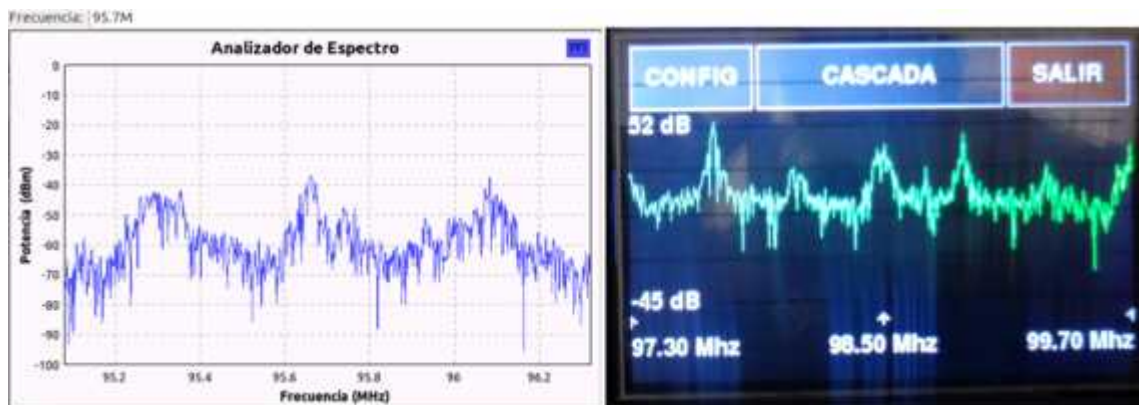 Frecuencia: 95.7M
Analizador de Espectro
0
-10
-20
-30
-40
-50
-60
-70
-80
-90
-100
Potencia (dBm)
95.2 95.4 95.6 95.8 96 96.2
Frecuencia (MHz)
CONFIG CASCADA SALIR
52 dB
-45 dB
97.30 Mhz 98.50 Mhz 99.70 Mhz